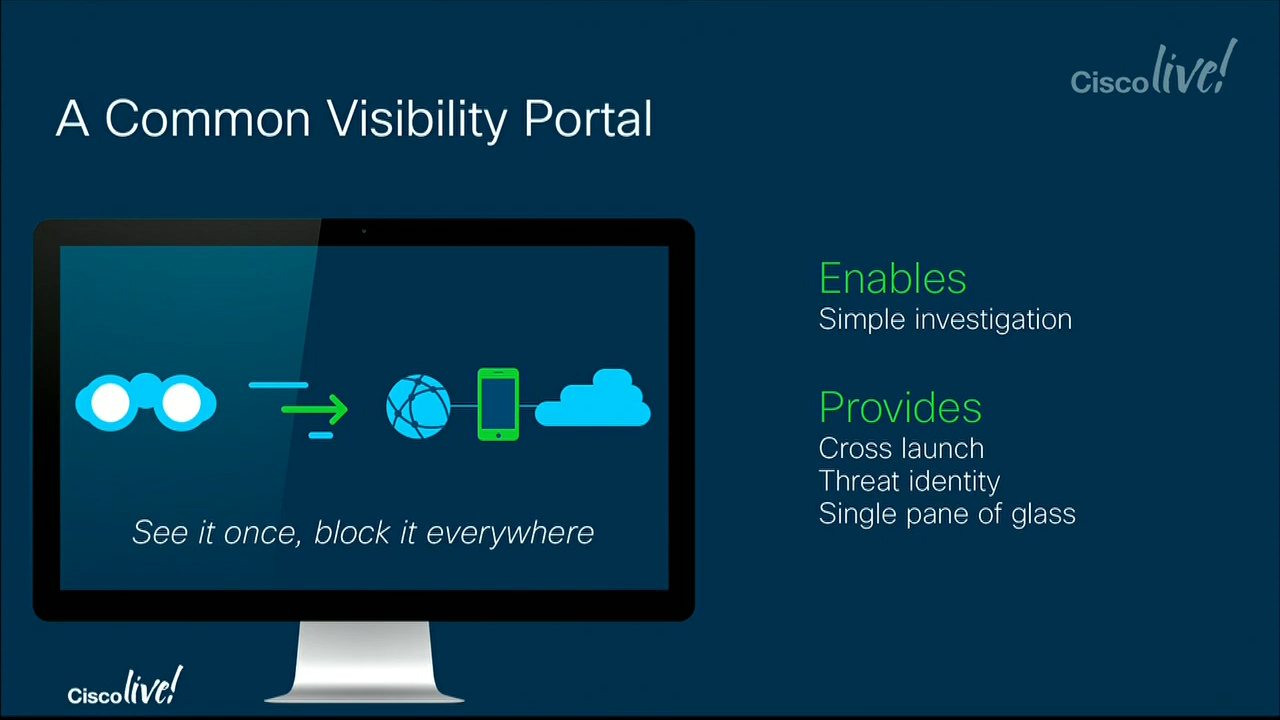 Cisco live!
A Common Visibility Portal
Enables
Simple investigation
Provides
Cross launch
Threat identity
Single pane of glass
See it once, block it everywhere
Cisco live!